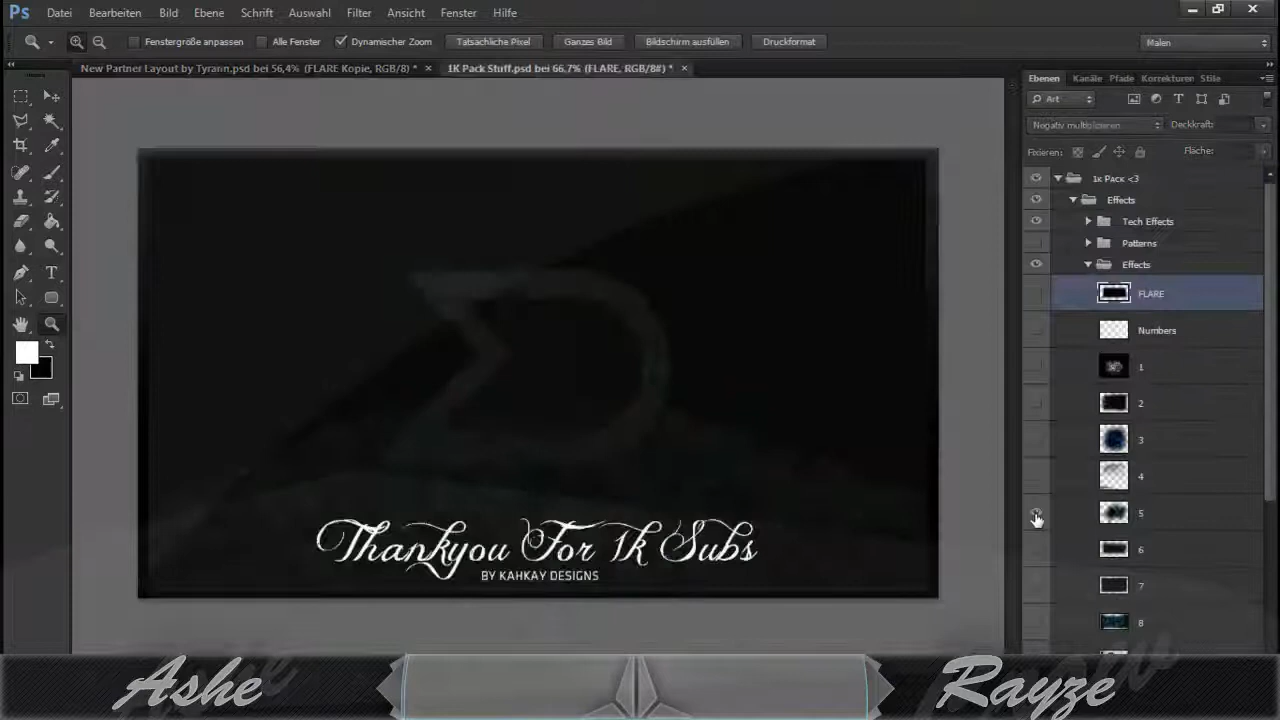 Ps Datei Bearbeiten Bild Ebene Schrift Auswahl Filter Ansicht Fenster Hilfe
Fenstergröße anpassen Alle Fenster Dynamischer Zoom Tatsächliche Pixel Ganzes Bild Bildschirm ausfüllen Druckformat Malen
New Partner Layout by Tyrann.psd bei 56,4% (FLARE Kopie, RGB/8) * × 1K Pack Stuff.psd bei 66.7% (FLARE, RGB/8#) * ×
Ebenen Kanäle Pfade Korrekturen Stile
Art
Negativ multiplizieren Deckkraft:
Fixieren: Fläche:
1k Pack <3
Effects
Tech Effects
Patterns
Effects
FLARE
Numbers
1
2
3
4
5
6
7
8
Thankyou For 1k Subs
BY KAHKAY DESIGNS
Ashe Rayze